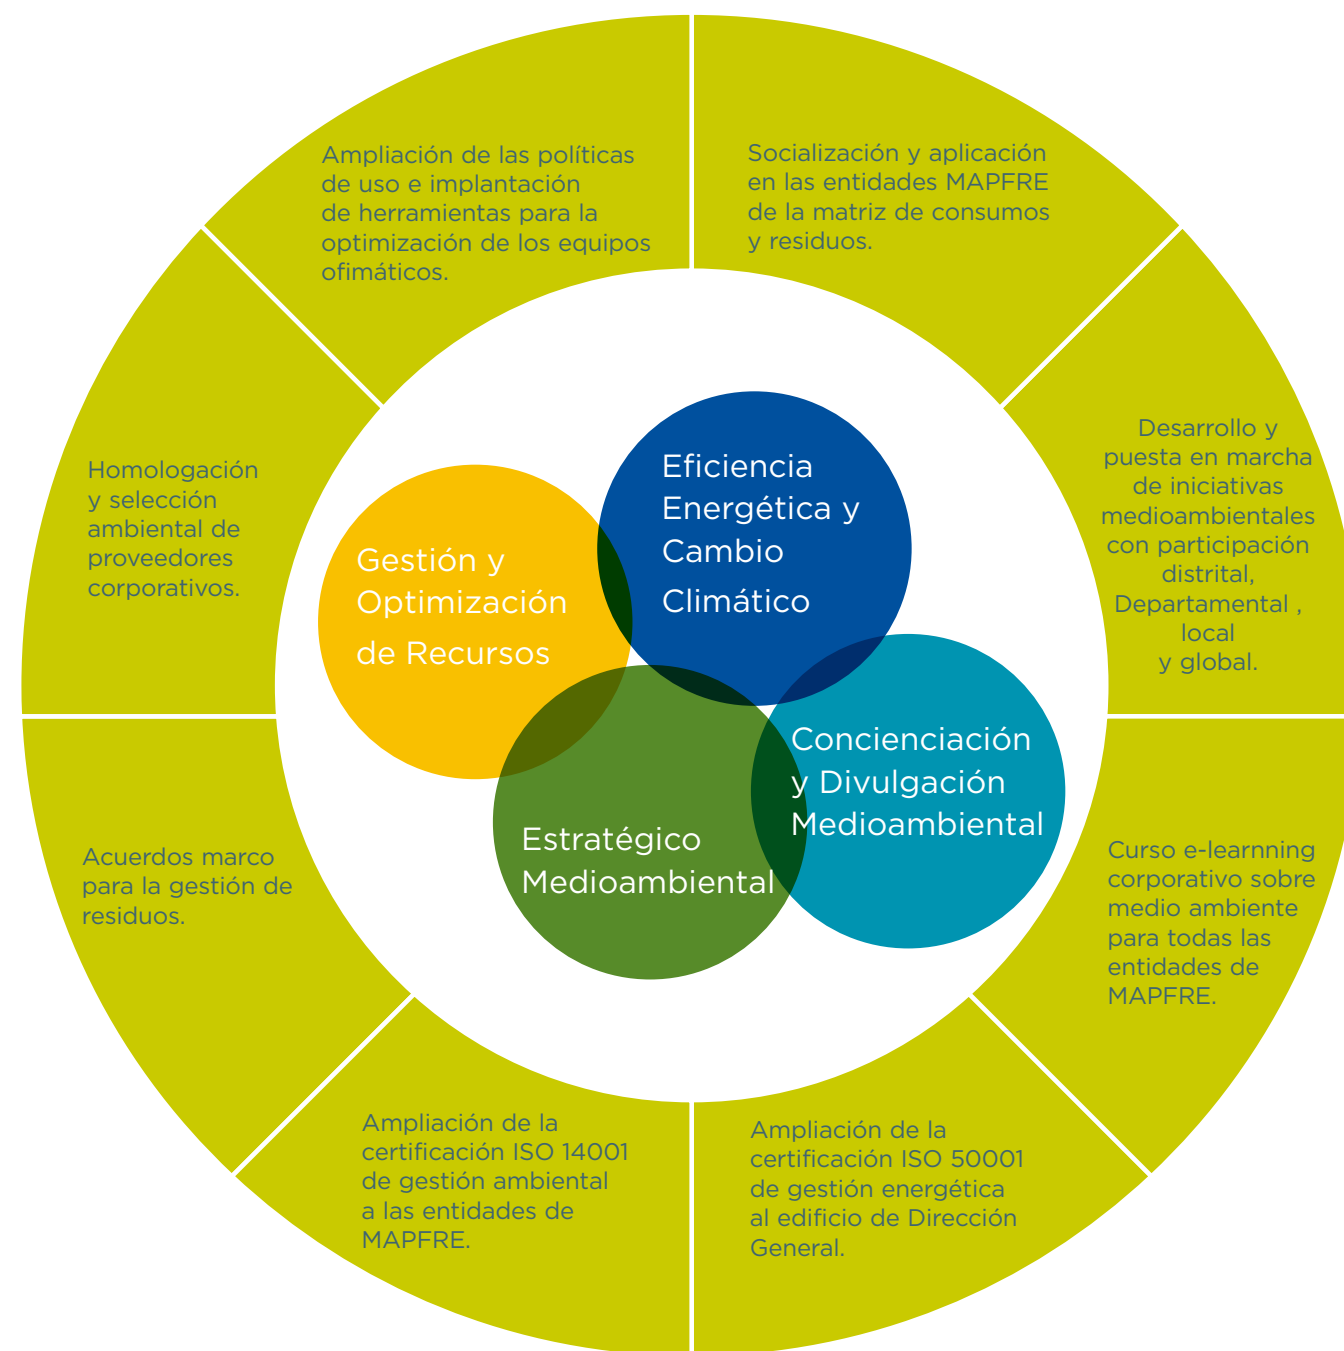 Ampliación de las políticas
de uso e implantación
de herramientas para la
optimización de los equipos
ofimáticos.
Socialización y aplicación
en las entidades MAPFRE
de la matriz de consumos
y residuos.
Homologación
y selección
ambiental de
proveedores
corporativos.
Gestión y
Optimización
de Recursos
Eficiencia
Energética y
Cambio
Climático
Desarrollo y
puesta en marcha
de iniciativas
medioambientales
con participación
distrital,
Departamental ,
local
y global.
Concienciación
y Divulgación
Medioambiental
Estratégico
Medioambiental
Acuerdos marco
para la gestión de
residuos.
Curso e-learnning
corporativo sobre
medio ambiente
para todas las
entidades de
MAPFRE.
Ampliación de la
certificación ISO 14001
de gestión ambiental
a las entidades de
MAPFRE.
Ampliación de la
certificación ISO 50001
de gestión energética
al edificio de Dirección
General.